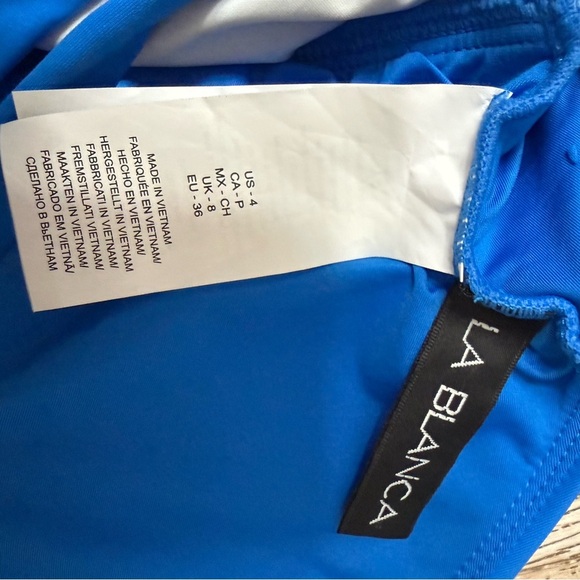 US - 4
CA - P
MX - CH
UK - 8
EU - 36
MADE IN VIETNAM
FABRIQUÉE EN VIETNAM/
HECHO EN VIETNAM/
HERGESTELLT IN VIETNAM/
FABBRICATI IN VIETNAM/
FREMSTILLATI VIETNAM/
MAAKTEN IN VIETNAM/
FABRICADO EM VIETNÃ/
СДЕЛАНО В ВЬЕТНАМ
LA BLANCA